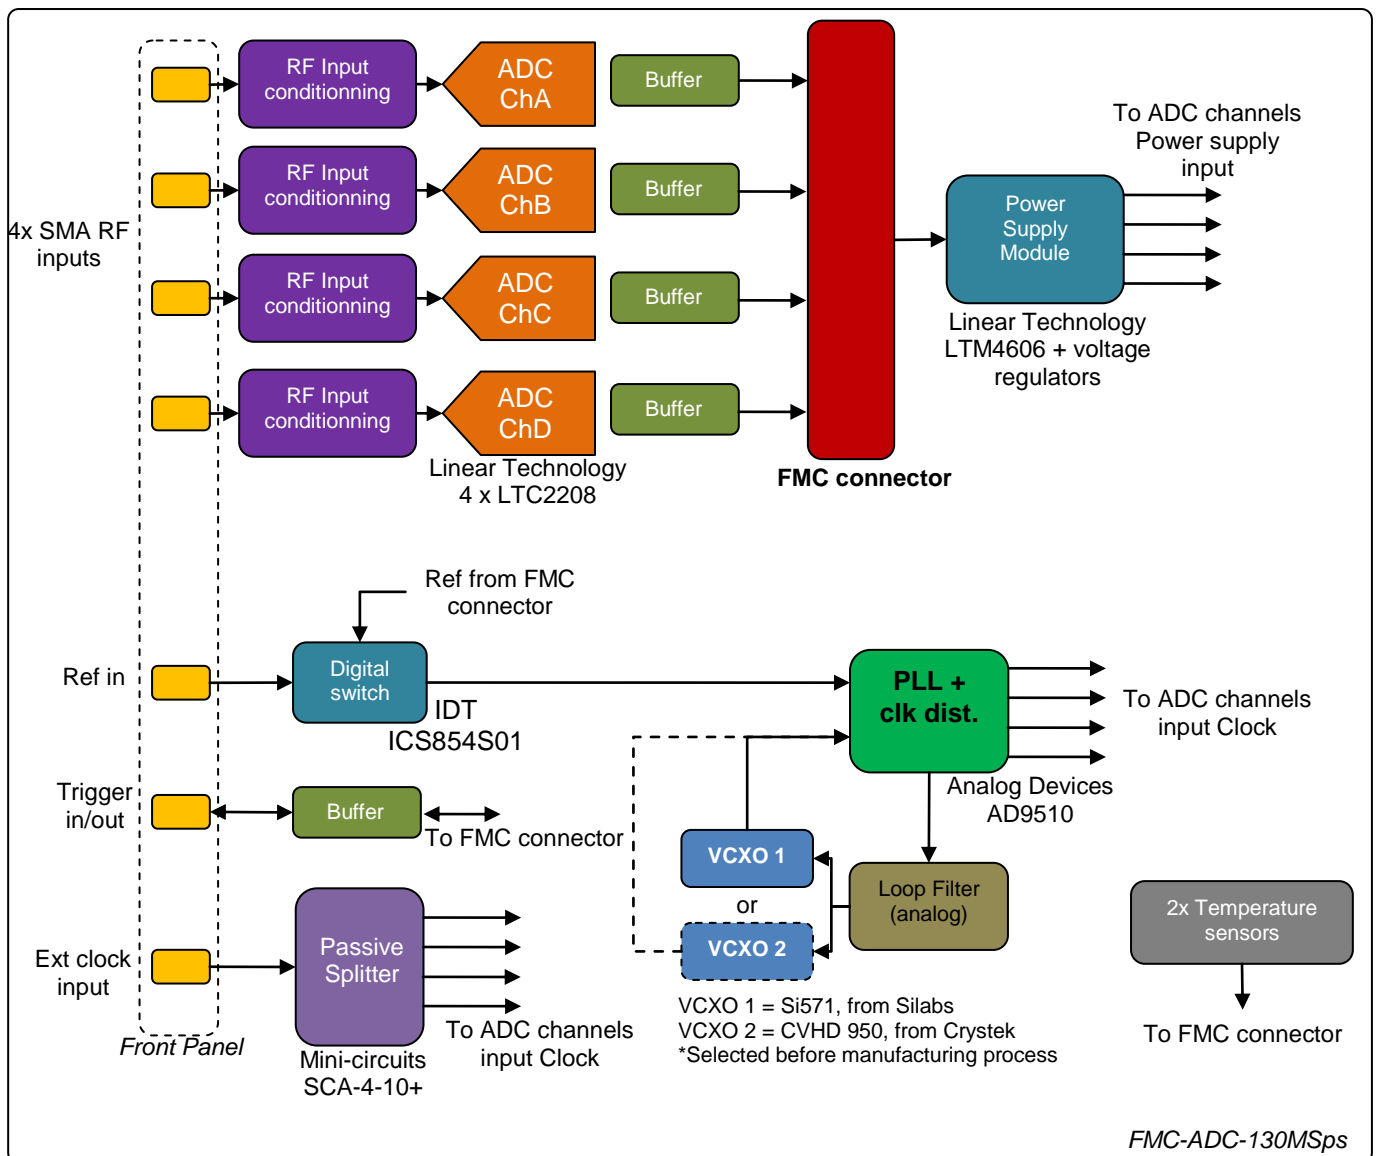 RF Input
conditionning
ADC
ChA
Buffer
To ADC channels
Power supply
input
RF Input
conditionning
ADC
ChB
Buffer
Power
Supply
Module
4x SMA RF
inputs
RF Input
conditionning
ADC
ChC
Buffer
Linear Technology
LTM4606 + voltage
regulators
RF Input
conditionning
ADC
ChD
Buffer
Linear Technology
4 x LTC2208
FMC connector
Ref from FMC
connector
Ref in
Digital
switch
IDT
ICS854S01
PLL +
clk dist.
To ADC channels
input Clock
Analog Devices
AD9510
Trigger
in/out
Buffer
To FMC connector
VCXO 1
or
VCXO 2
Loop Filter
(analog)
2x Temperature
sensors
Ext clock
input
Passive
Splitter
To ADC channels
input Clock
VCXO 1 = Si571, from Silabs
VCXO 2 = CVHD 950, from Crystek
*Selected before manufacturing process
To FMC connector
Front Panel
Mini-circuits
SCA-4-10+
FMC-ADC-130MSps